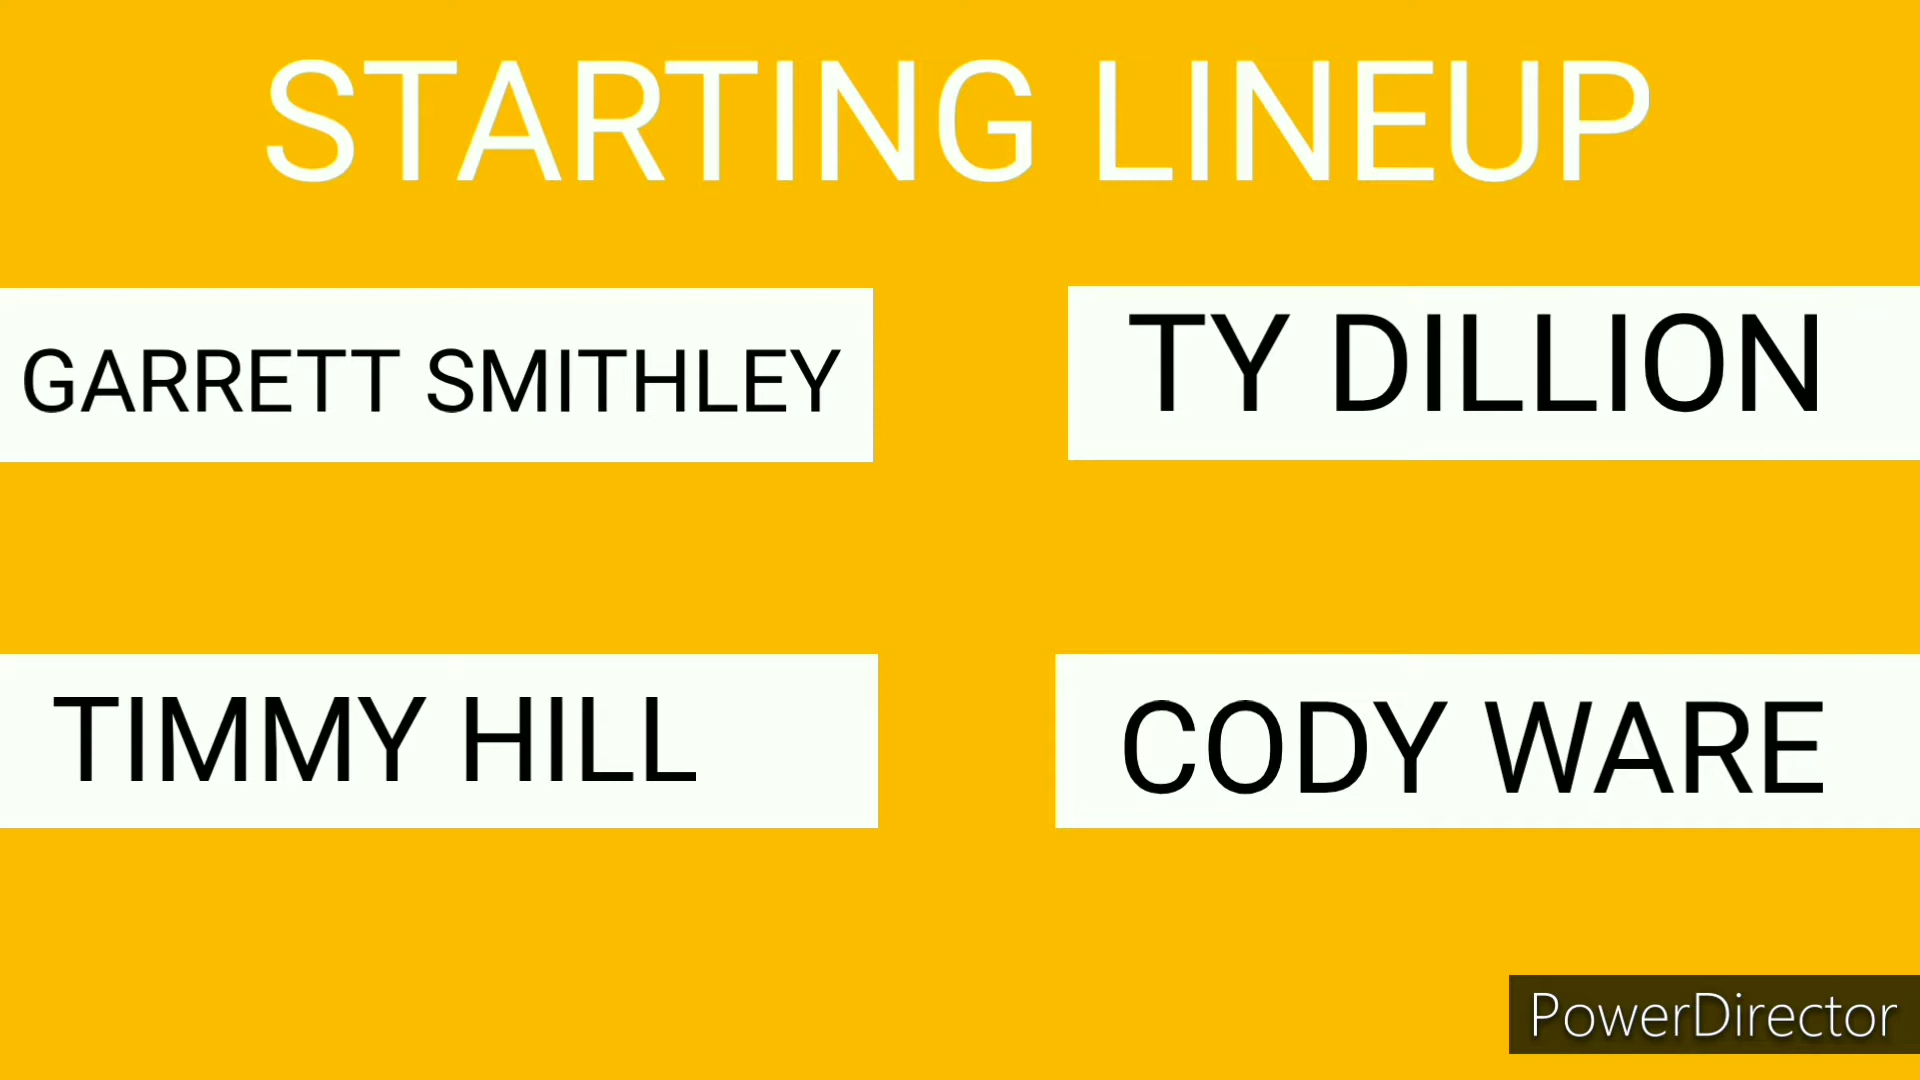 STARTING LINEUP
GARRETT SMITHLEY
TY DILLION
TIMMY HILL
CODY WARE
PowerDirector